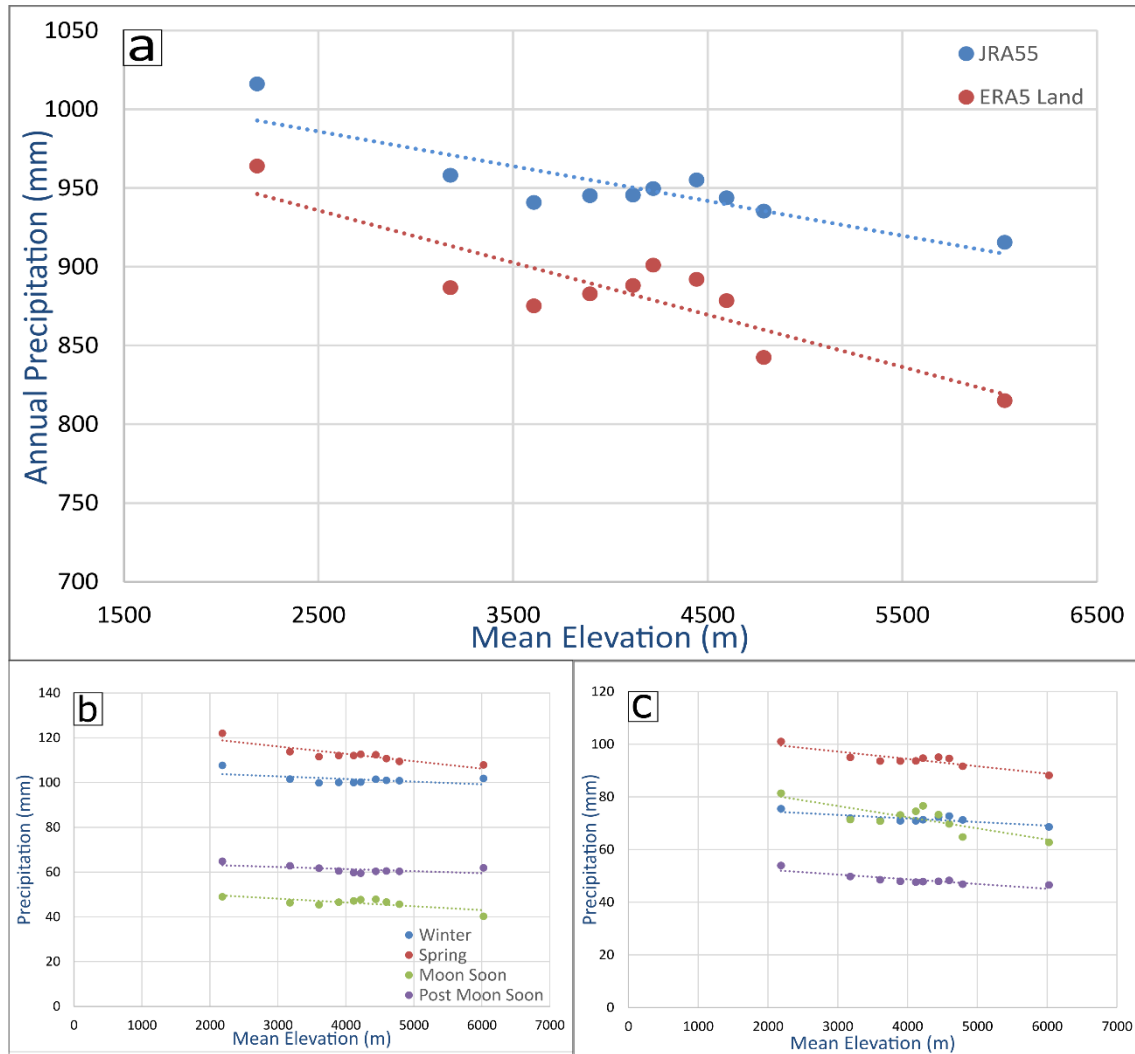 a
JRA55
ERA5 Land
Annual Precipitation (mm)
1050
1000
950
900
850
800
750
700
1500 2500 3500 4500 5500 6500
Mean Elevation (m)
b
Precipitation (mm)
140
120
100
80
60
40
20
0
Winter
Spring
Moon Soon
Post Moon Soon
0 1000 2000 3000 4000 5000 6000 7000
Mean Elevation (m)
c
Precipitation (mm)
120
100
80
60
40
20
0
0 1000 2000 3000 4000 5000 6000 7000
Mean Elevation (m)